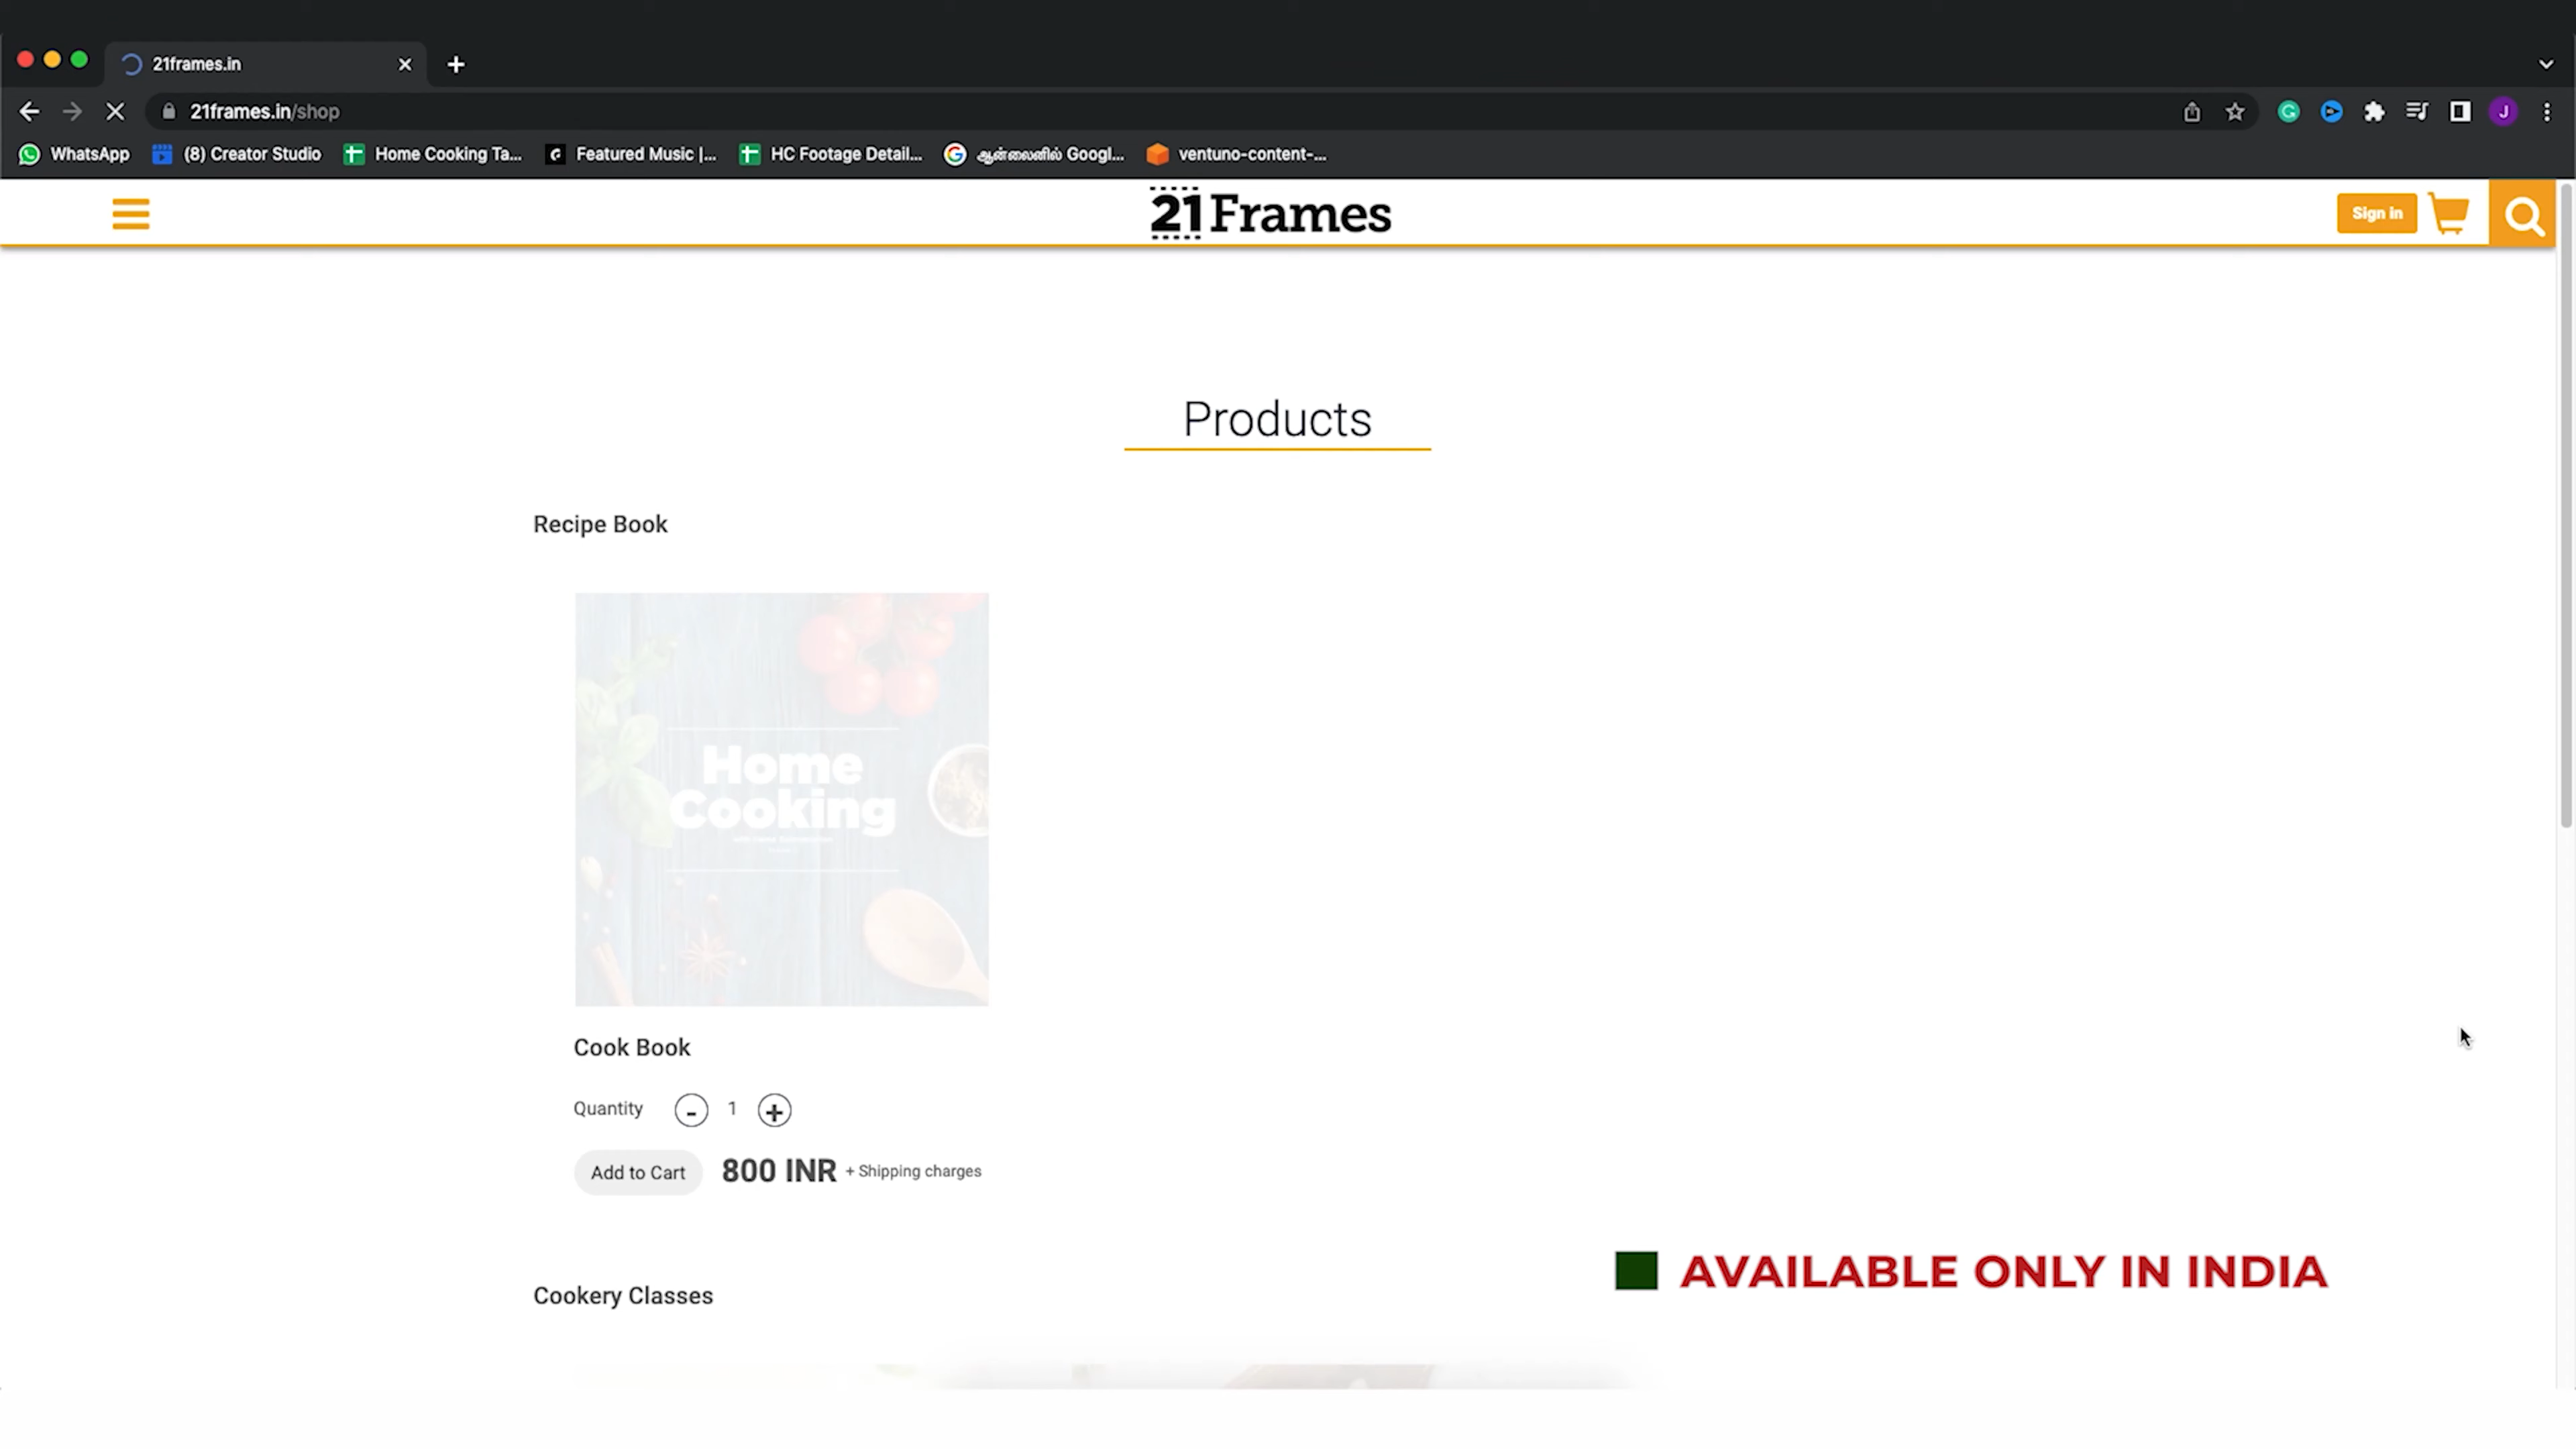 21frames.in
21frames.in/shop
WhatsApp
(8) Creator Studio
Home Cooking Ta...
Featured Music |...
HC Footage Detail...
ஆன்லைனில் Googl...
ventuno-content-...
J
21 Frames
Sign in
Products
Recipe Book
Home
Cooking
Cook Book
Quantity - 1 +
Add to Cart 800 INR + Shipping charges
AVAILABLE ONLY IN INDIA
Cookery Classes